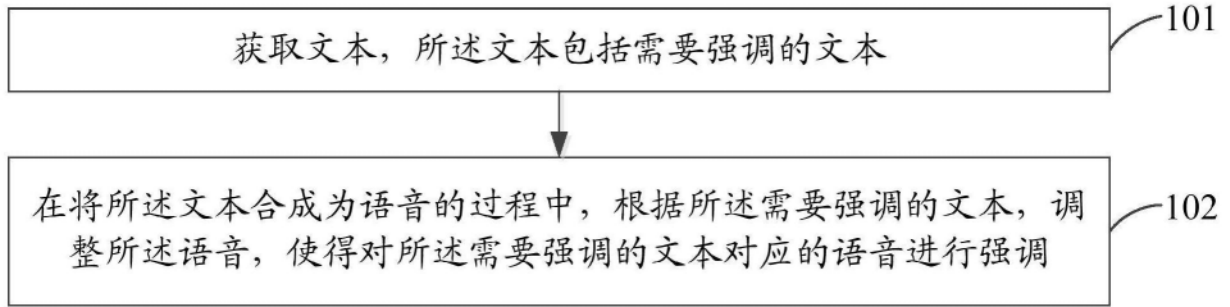 获取文本，所述文本包括需要强调的文本
101
在将所述文本合成为语音的过程中，根据所述需要强调的文本，调
整所述语音，使得对所述需要强调的文本对应的语音进行强调
102